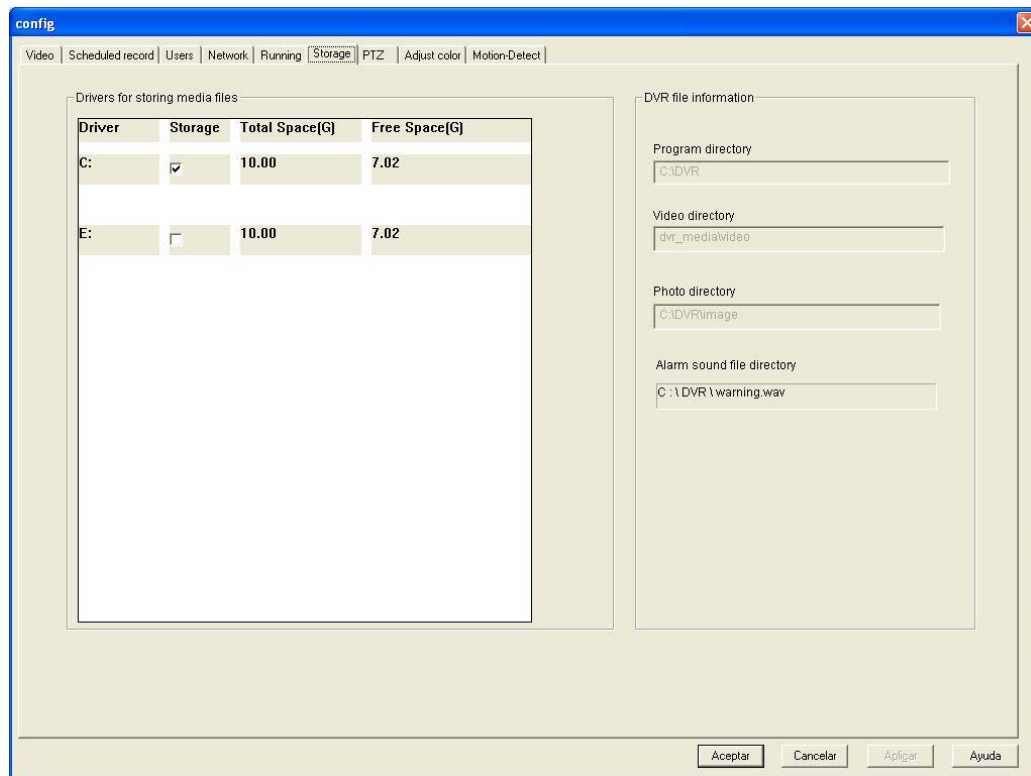 config
Video Scheduled record Users Network Running Storage PTZ Adjust color Motion-Detect
Drivers for storing media files
Driver Storage Total Space(G) Free Space(G)
C: 10.00 7.02
E: 10.00 7.02
DVR file information
Program directory
C:\DVR
Video directory
dvr_media\video
Photo directory
C:\DVR\image
Alarm sound file directory
C : \ DVR \ warning.wav
Aceptar Cancelar Aplicar Ayuda